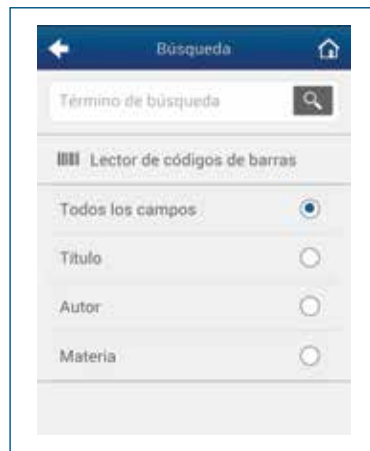 Búsqueda
Término de búsqueda
Lector de códigos de barras
Todos los campos
Título
Autor
Materia